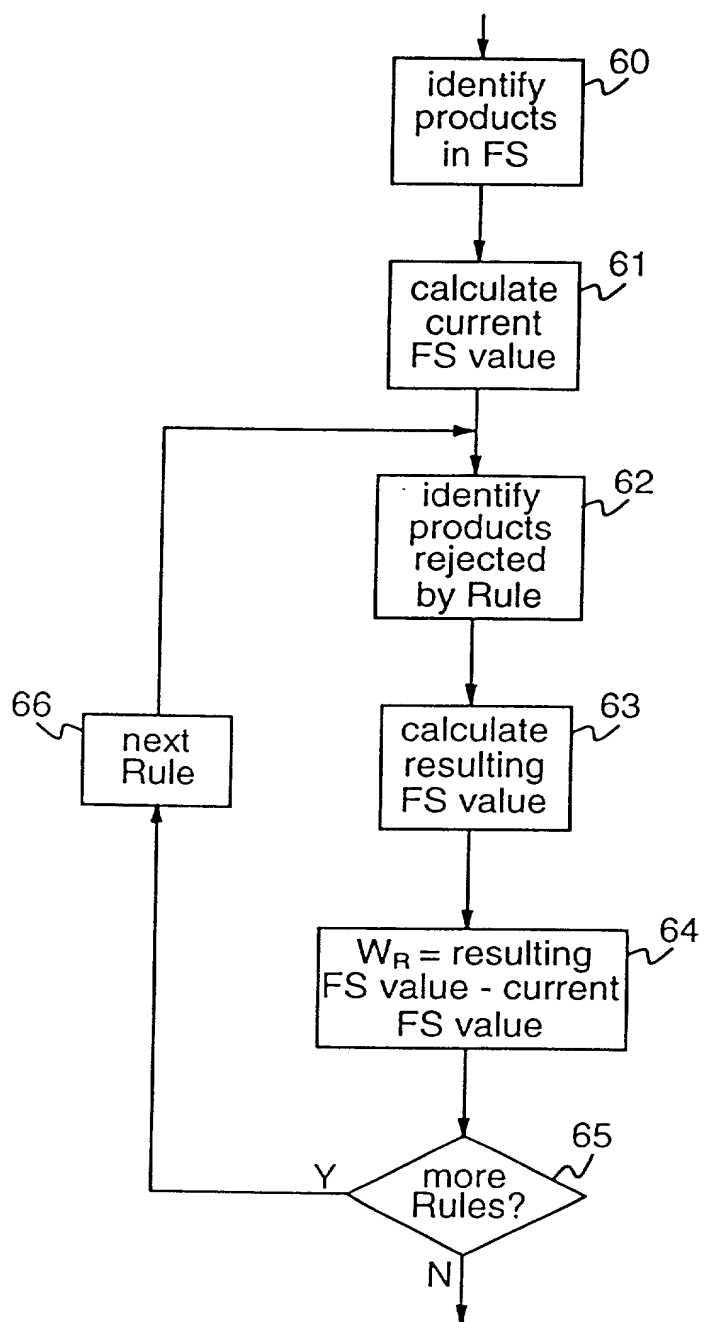 60
identify
products
in FS
61
calculate
current
FS value
62
identify
products
rejected
by Rule
63
calculate
resulting
FS value
66
next
Rule
64
W_R = resulting
FS value - current
FS value
65
more
Rules?
Y
N